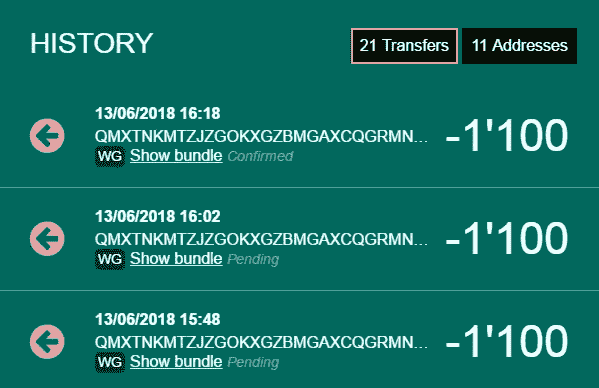 HISTORY
21 Transfers
11 Addresses
13/06/2018 16:18
QMXTNKMTZJZGOKXGZBMGAXCQGRMN...
-1'100
WG Show bundle Confirmed
13/06/2018 16:02
QMXTNKMTZJZGOKXGZBMGAXCQGRMN...
-1'100
WG Show bundle Pending
13/06/2018 15:48
QMXTNKMTZJZGOKXGZBMGAXCQGRMN...
-1'100
WG Show bundle Pending